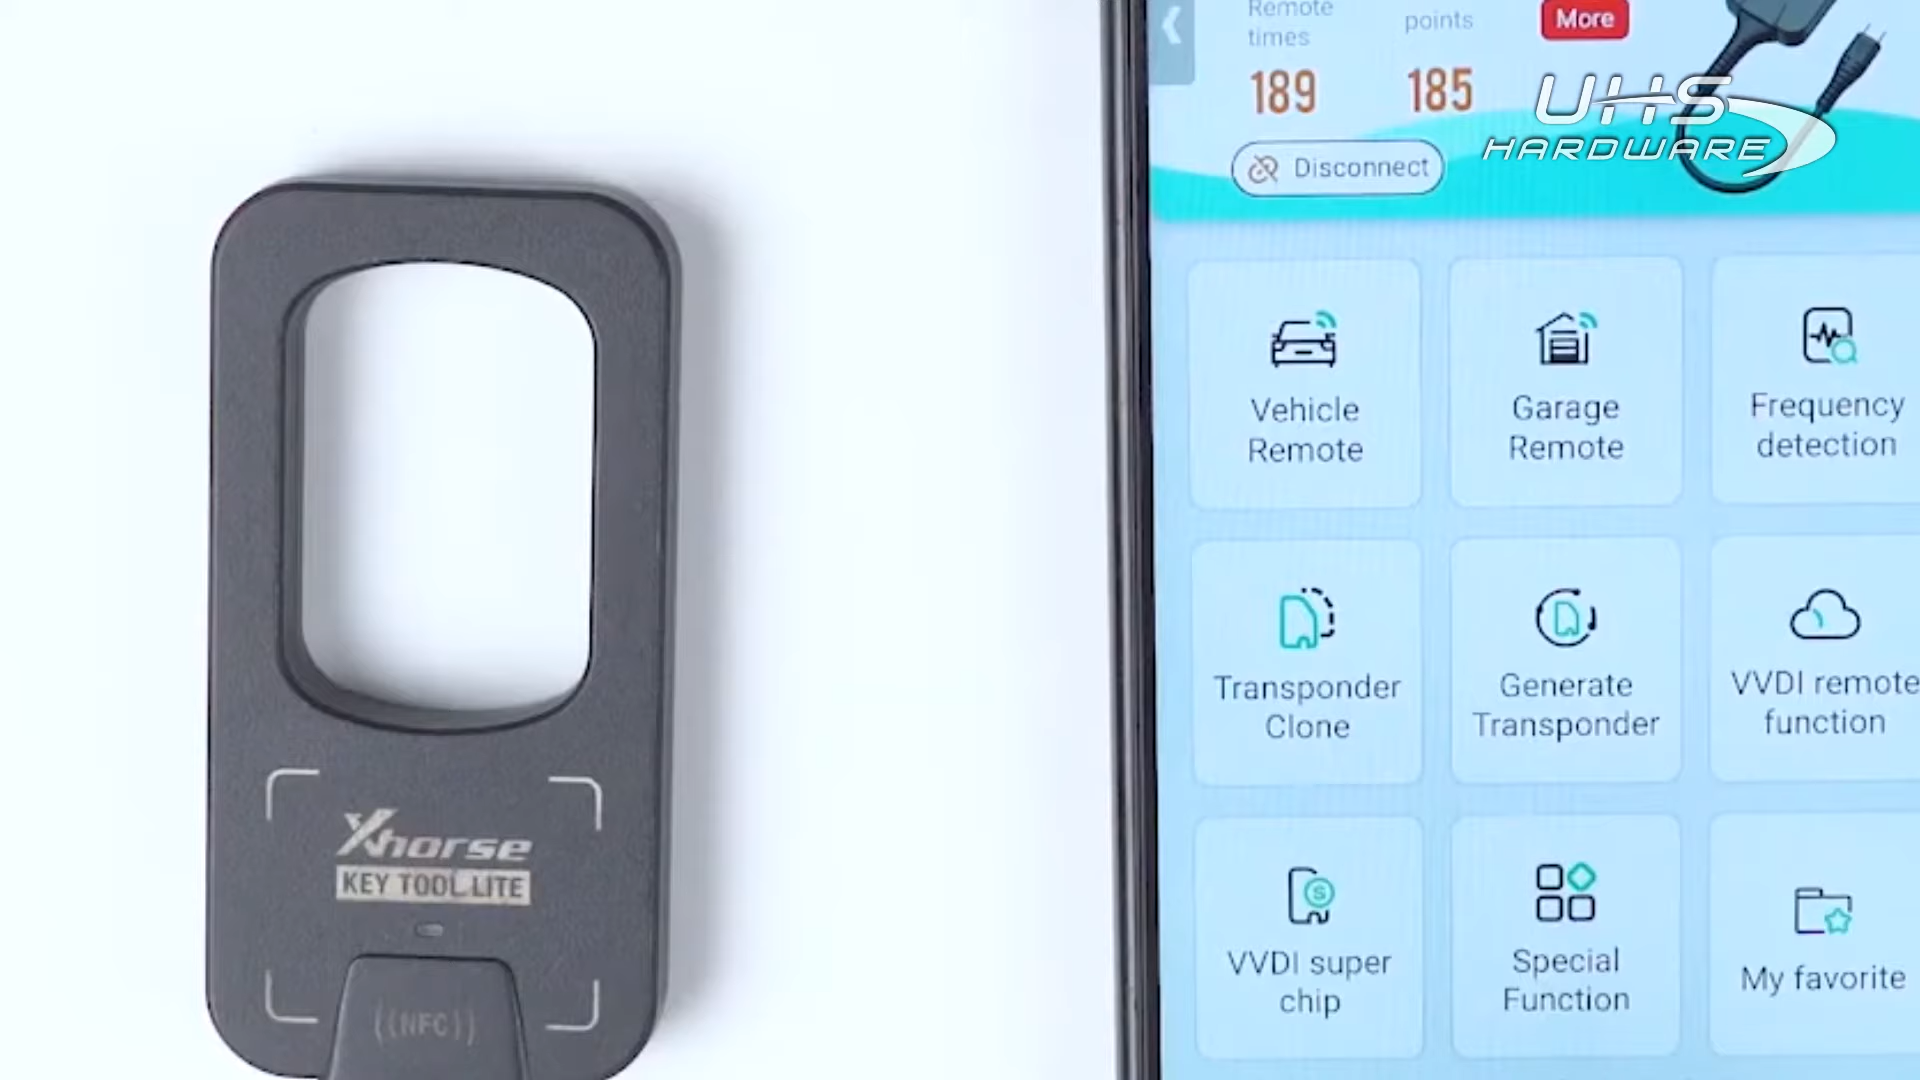 Remote
times
points
More
189
185
Disconnect
UHS
HARDWARE
Vehicle
Remote
Garage
Remote
Frequency
detection
Transponder
Clone
Generate
Transponder
VVDI remote
function
VVDI super
chip
Special
Function
My favorite
Xhorse
KEY TOOL LITE
((NFC))